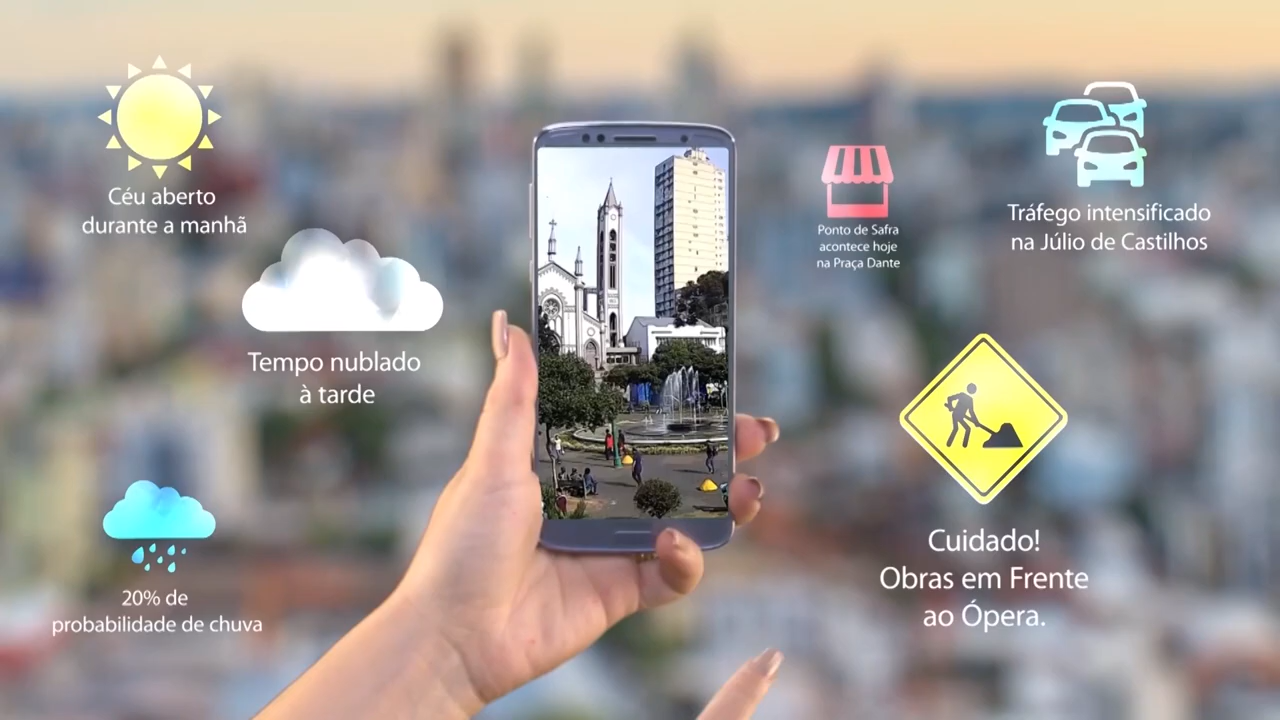 Céu aberto
durante a manhã
Tempo nublado
à tarde
20% de
probabilidade de chuva
Ponto de Safra
acontece hoje
na Praça Dante
Tráfego intensificado
na Júlio de Castilhos
Cuidado!
Obras em Frente
ao Ópera.